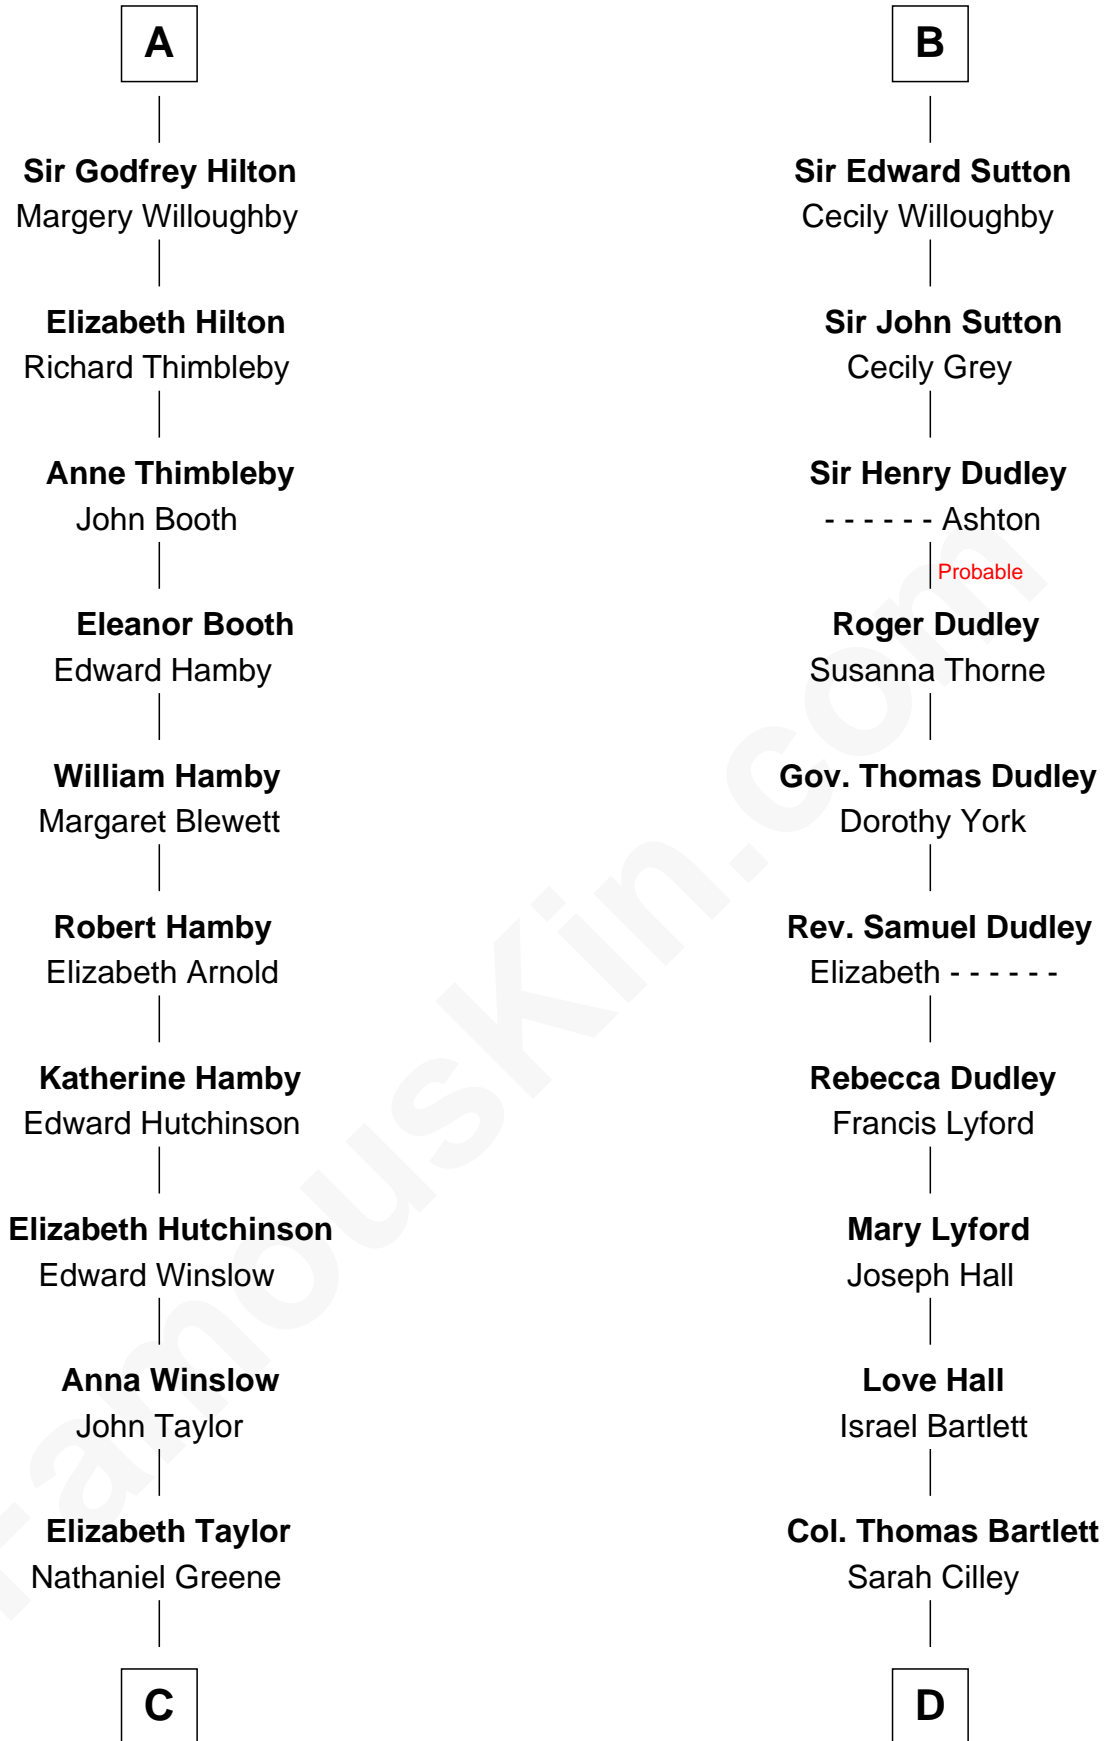 A
Sir Godfrey Hilton
Margery Willoughby
Elizabeth Hilton
Richard Thimbleby
Anne Thimbleby
John Booth
Eleanor Booth
Edward Hamby
William Hamby
Margaret Blewett
Robert Hamby
Elizabeth Arnold
Katherine Hamby
Edward Hutchinson
Elizabeth Hutchinson
Edward Winslow
Anna Winslow
John Taylor
Elizabeth Taylor
Nathaniel Greene
C
B
Sir Edward Sutton
Cecily Willoughby
Sir John Sutton
Cecily Grey
Sir Henry Dudley
- - - - - - Ashton
Probable
Roger Dudley
Susanna Thorne
Gov. Thomas Dudley
Dorothy York
Rev. Samuel Dudley
Elizabeth - - - - - -
Rebecca Dudley
Francis Lyford
Mary Lyford
Joseph Hall
Love Hall
Israel Bartlett
Col. Thomas Bartlett
Sarah Cilley
D
FamousKin.com